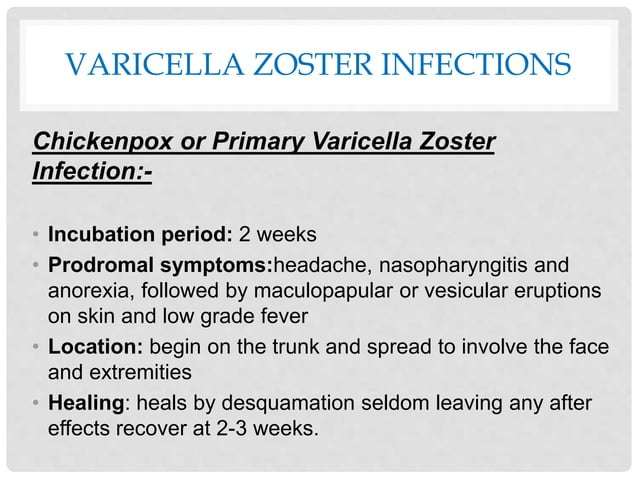 VARICELLA ZOSTER INFECTIONS
Chickenpox or Primary Varicella Zoster
Infection:-
• Incubation period: 2 weeks
• Prodromal symptoms:headache, nasopharyngitis and
anorexia, followed by maculopapular or vesicular eruptions
on skin and low grade fever
• Location: begin on the trunk and spread to involve the face
and extremities
• Healing: heals by desquamation seldom leaving any after
effects recover at 2-3 weeks.